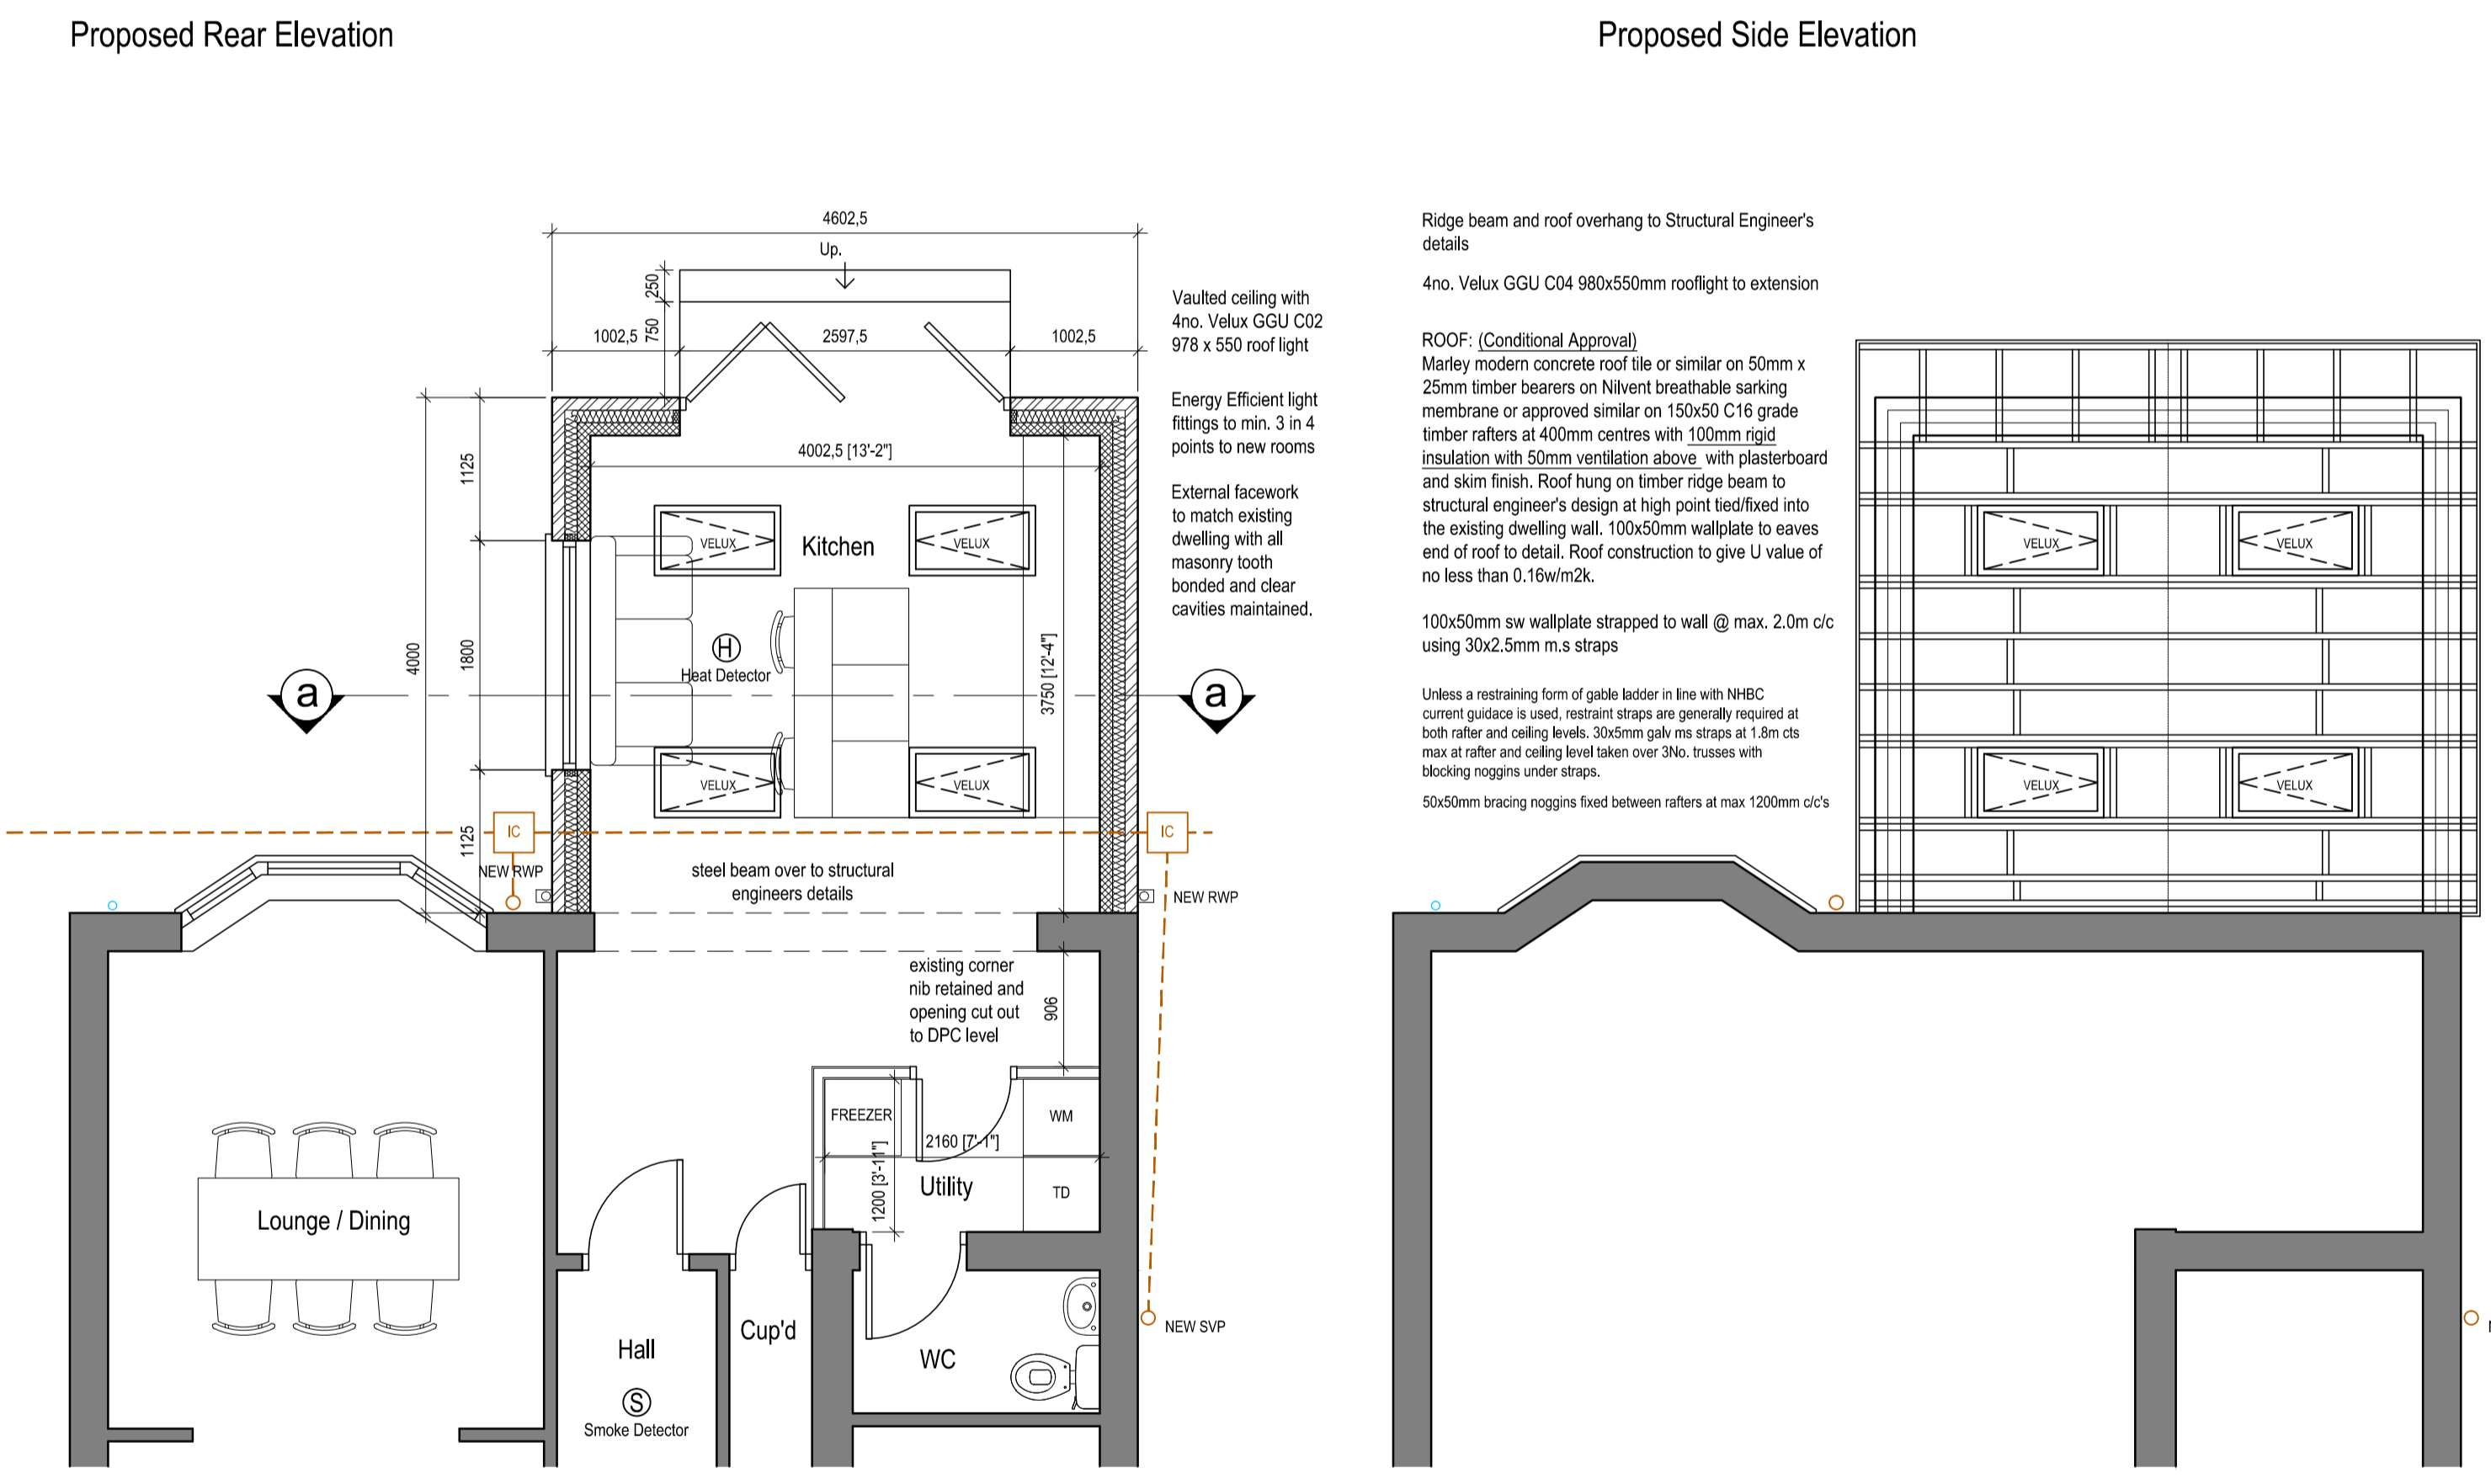 Proposed Rear Elevation
Proposed Side Elevation
4602,5
Up.
250
750
1002,5
2597,5
1002,5
4002,5 [13'-2"]
1125
1800
1125
4000
3750 [12'-4"]
VELUX
Kitchen
VELUX
H
Heat Detector
VELUX
VELUX
a
a
IC
IC
NEW RWP
NEW RWP
steel beam over to structural
engineers details
existing corner
nib retained and
opening cut out
to DPC level
906
FREEZER
WM
2160 [7'-1"]
1200 [3'-11"]
Utility
TD
Lounge / Dining
Hall
S
Smoke Detector
Cup'd
WC
NEW SVP
Vaulted ceiling with
4no. Velux GGU C02
978 x 550 roof light
Energy Efficient light
fittings to min. 3 in 4
points to new rooms
External facework
to match existing
dwelling with all
masonry tooth
bonded and clear
cavities maintained.
Ridge beam and roof overhang to Structural Engineer's
details
4no. Velux GGU C04 980x550mm rooflight to extension
ROOF: (Conditional Approval)
Marley modern concrete roof tile or similar on 50mm x
25mm timber bearers on Nilvent breathable sarking
membrane or approved similar on 150x50 C16 grade
timber rafters at 400mm centres with 100mm rigid
insulation with 50mm ventilation above with plasterboard
and skim finish. Roof hung on timber ridge beam to
structural engineer's design at high point tied/fixed into
the existing dwelling wall. 100x50mm wallplate to eaves
end of roof to detail. Roof construction to give U value of
no less than 0.16w/m2k.
100x50mm sw wallplate strapped to wall @ max. 2.0m c/c
using 30x2.5mm m.s straps
Unless a restraining form of gable ladder in line with NHBC
current guidace is used, restraint straps are generally required at
both rafter and ceiling levels. 30x5mm galv ms straps at 1.8m cts
max at rafter and ceiling level taken over 3No. trusses with
blocking noggins under straps.
50x50mm bracing noggins fixed between rafters at max 1200mm c/c's
VELUX
VELUX
VELUX
VELUX